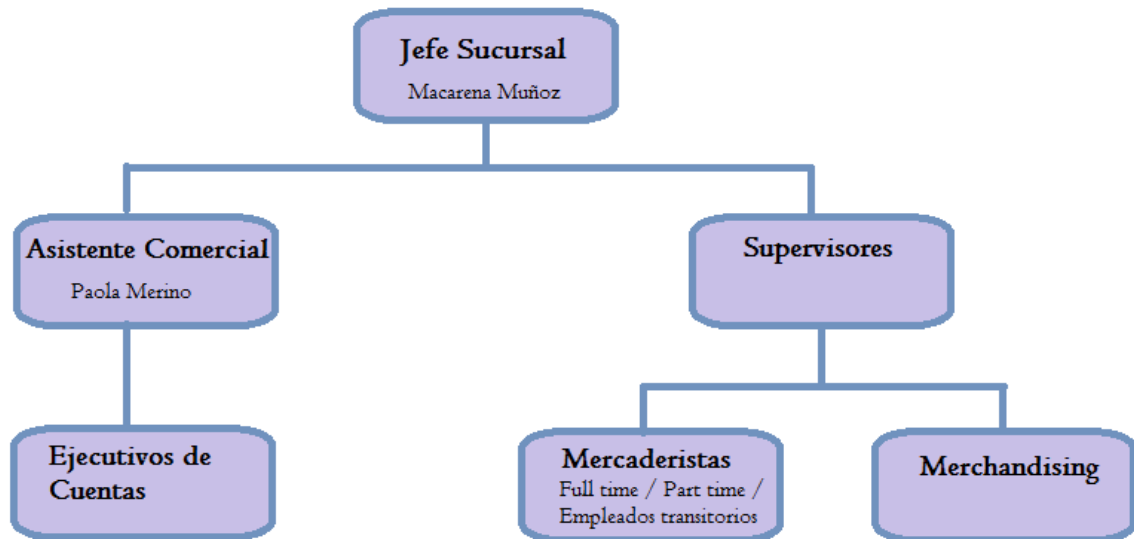 Jefe Sucursal
Macarena Muñoz
Asistente Comercial
Paola Merino
Supervisores
Ejecutivos de
Cuentas
Mercaderistas
Full time / Part time /
Empleados transitorios
Merchandising